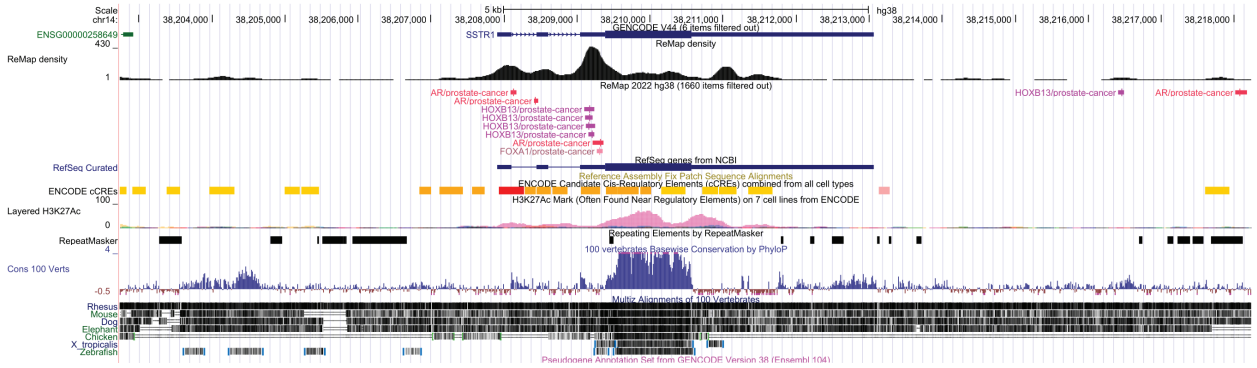 Scale 5 kb hg38
chr14: 38,204,000 38,205,000 38,206,000 38,207,000 38,208,000 38,209,000 38,210,000 38,211,000 38,212,000 38,213,000 38,214,000 38,215,000 38,216,000 38,217,000 38,218,000
GENCODE V44 (6 items filtered out)
ENSG00000258649 SSTR1
ReMap density
430
ReMap density
1
ReMap 2022 hg38 (1660 items filtered out)
AR/prostate-cancer HOXB13/prostate-cancer AR/prostate-cancer
AR/prostate-cancer
HOXB13/prostate-cancer
HOXB13/prostate-cancer
HOXB13/prostate-cancer
HOXB13/prostate-cancer
AR/prostate-cancer
FOXA1/prostate-cancer
RefSeq genes from NCBI
RefSeq Curated
Reference Assembly Fix Patch Sequence Alignments
ENCODE Candidate Cis-Regulatory Elements (cCREs) combined from all cell types
ENCODE cCREs
H3K27Ac Mark (Often Found Near Regulatory Elements) on 7 cell lines from ENCODE
100
Layered H3K27Ac
0
Repeating Elements by RepeatMasker
RepeatMasker
100 vertebrates Basewise Conservation by PhyloP
4
Cons 100 Verts
-0.5
Multiz Alignments of 100 Vertebrates
Rhesus
Mouse
Dog
Elephant
Chicken
X_tropicalis
Zebrafish
Pseudogene Annotation Set from GENCODE Version 38 (Ensembl 104)